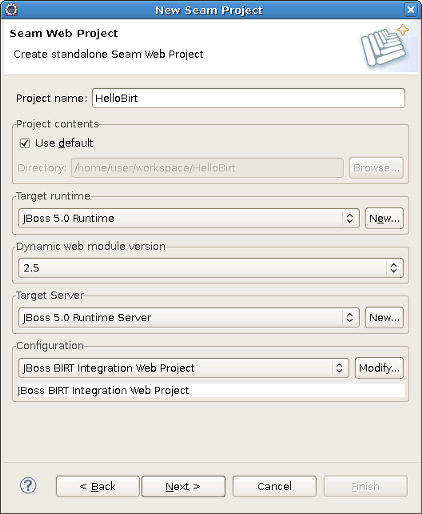 New Seam Project
Seam Web Project
Create standalone Seam Web Project
Project name: HelloBirt
Project contents
Use default
Directory: /home/user/workspace/HelloBirt Browse...
Target runtime
JBoss 5.0 Runtime New...
Dynamic web module version
2.5
Target Server
JBoss 5.0 Runtime Server New...
Configuration
JBoss BIRT Integration Web Project Modify...
JBoss BIRT Integration Web Project
? < Back Next > Cancel Finish